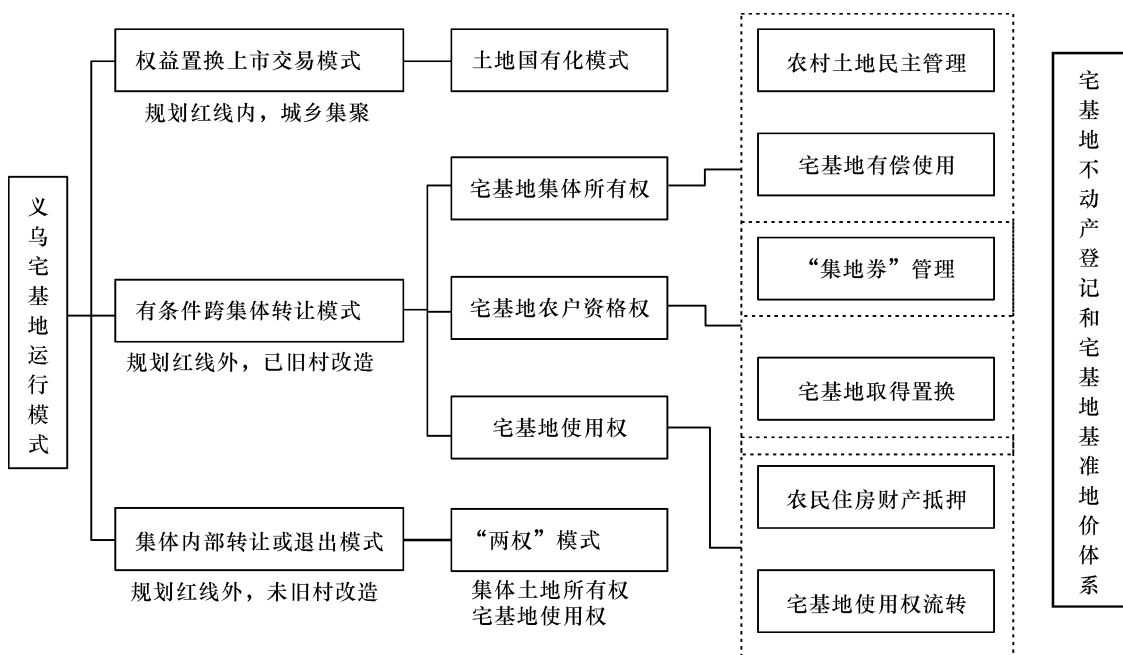 义乌宅基地运行模式
权益置换上市交易模式
规划红线内，城乡集聚
土地国有化模式
有条件跨集体转让模式
规划红线外，已旧村改造
宅基地集体所有权
宅基地农户资格权
宅基地使用权
集体内部转让或退出模式
规划红线外，未旧村改造
“两权”模式
集体土地所有权
宅基地使用权
农村土地民主管理
宅基地有偿使用
“集地券”管理
宅基地取得置换
农民住房财产抵押
宅基地使用权流转
宅基地不动产登记和宅基地基准地价体系